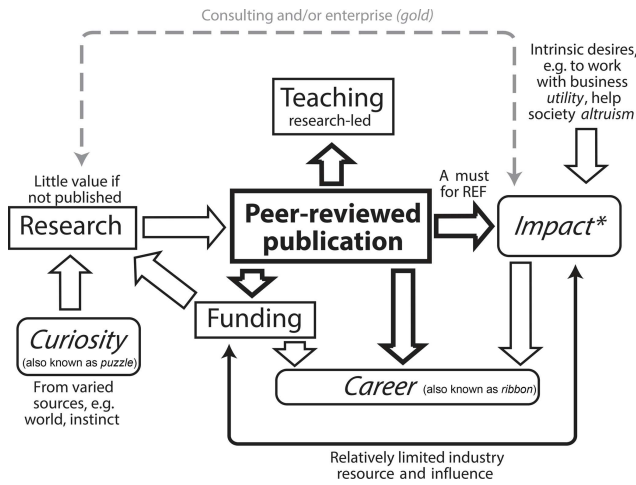 Consulting and/or enterprise (gold)
Intrinsic desires,
e.g. to work
with business
utility, help
society altruism
Teaching
research-led
Little value if
not published
A must
for REF
Research
Peer-reviewed
publication
Impact*
Funding
Curiosity
(also known as puzzle)
From varied
sources, e.g.
world, instinct
Career (also known as ribbon)
Relatively limited industry
resource and influence